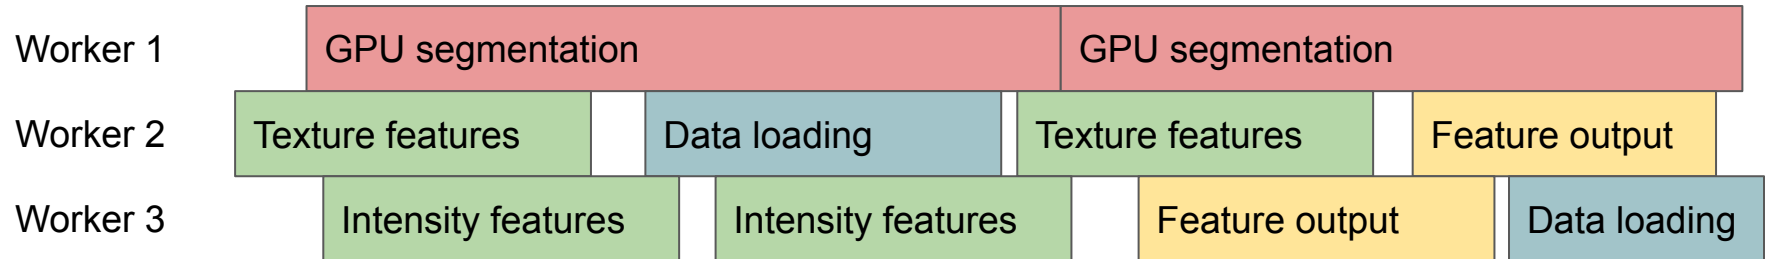 Worker 1 GPU segmentation GPU segmentation
Worker 2 Texture features Data loading Texture features Feature output
Worker 3 Intensity features Intensity features Feature output Data loading